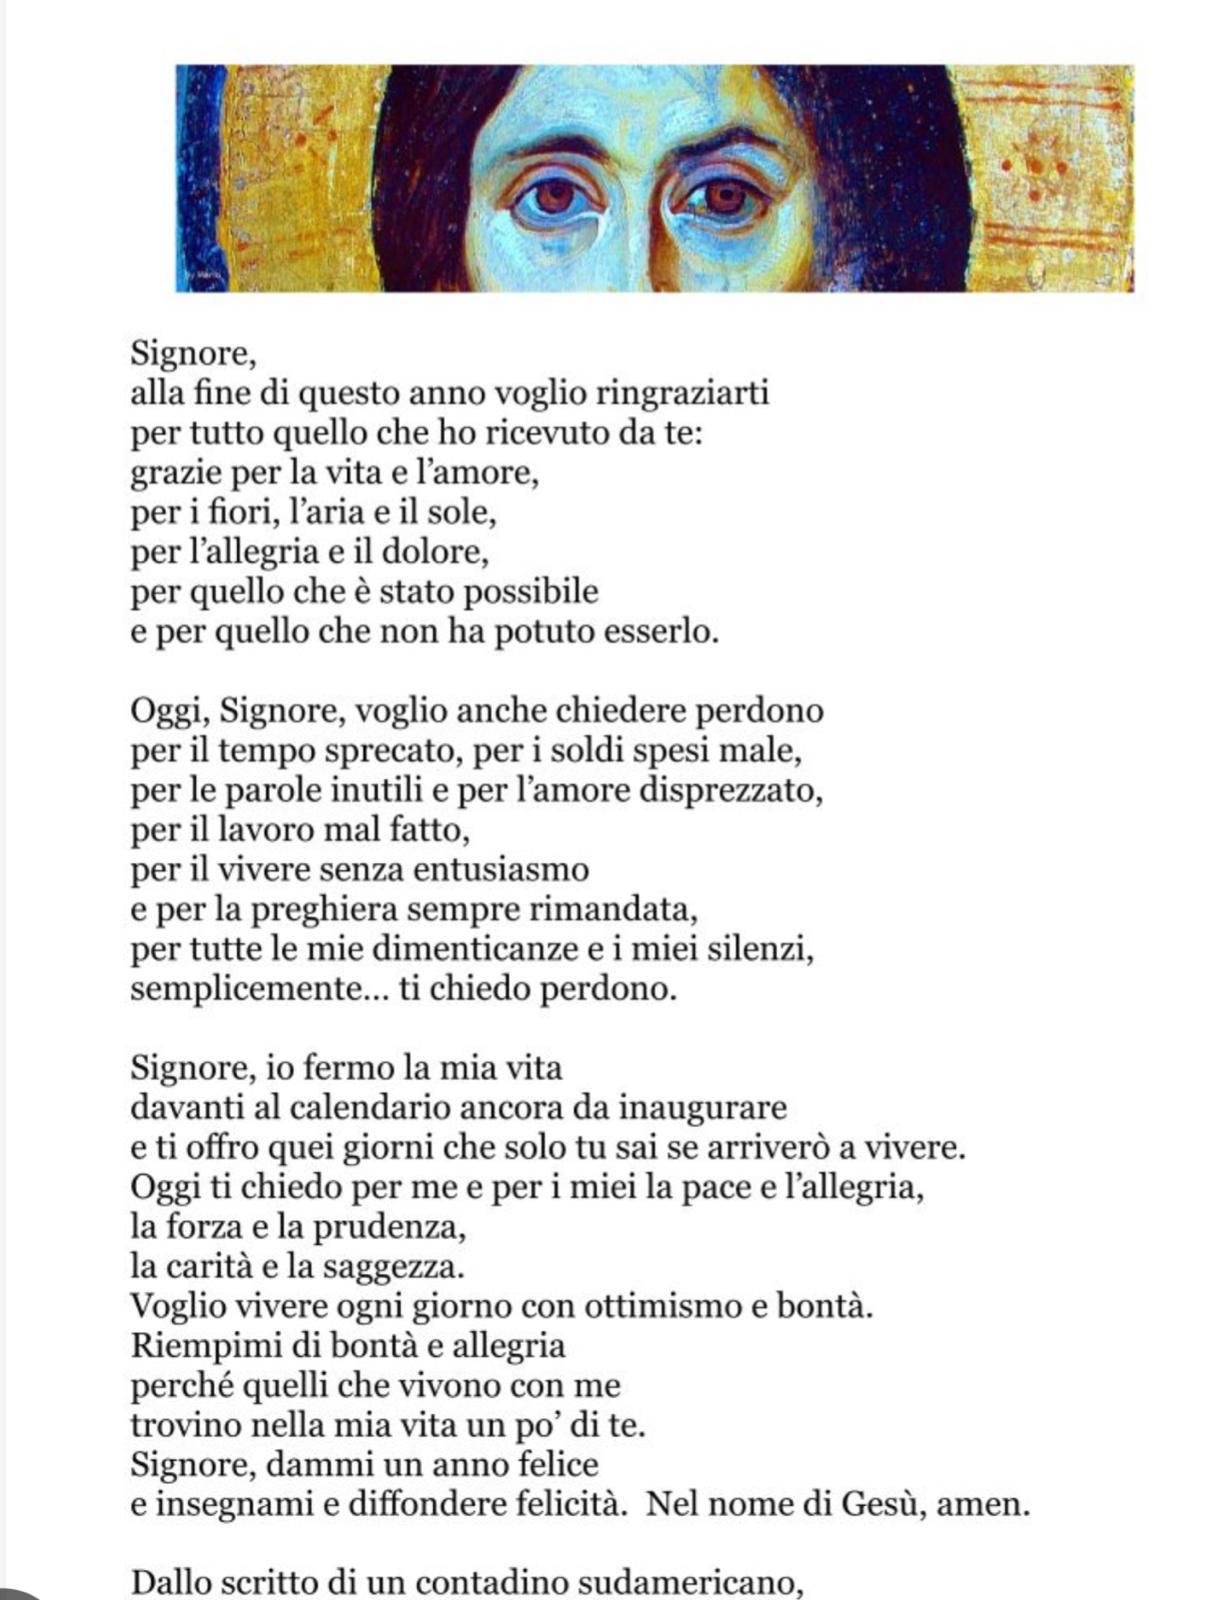 by Mario
Signore,
alla fine di questo anno voglio ringraziarti
per tutto quello che ho ricevuto da te:
grazie per la vita e l’amore,
per i fiori, l’aria e il sole,
per l’allegria e il dolore,
per quello che è stato possibile
e per quello che non ha potuto esserlo.
Oggi, Signore, voglio anche chiedere perdono
per il tempo sprecato, per i soldi spesi male,
per le parole inutili e per l’amore disprezzato,
per il lavoro mal fatto,
per il vivere senza entusiasmo
e per la preghiera sempre rimandata,
per tutte le mie dimenticanze e i miei silenzi,
semplicemente... ti chiedo perdono.
Signore, io fermo la mia vita
davanti al calendario ancora da inaugurare
e ti offro quei giorni che solo tu sai se arriverò a vivere.
Oggi ti chiedo per me e per i miei la pace e l’allegria,
la forza e la prudenza,
la carità e la saggezza.
Voglio vivere ogni giorno con ottimismo e bontà.
Riempimi di bontà e allegria
perché quelli che vivono con me
trovino nella mia vita un po’ di te.
Signore, dammi un anno felice
e insegnami e diffondere felicità.  Nel nome di Gesù, amen.
Dallo scritto di un contadino sudamericano,